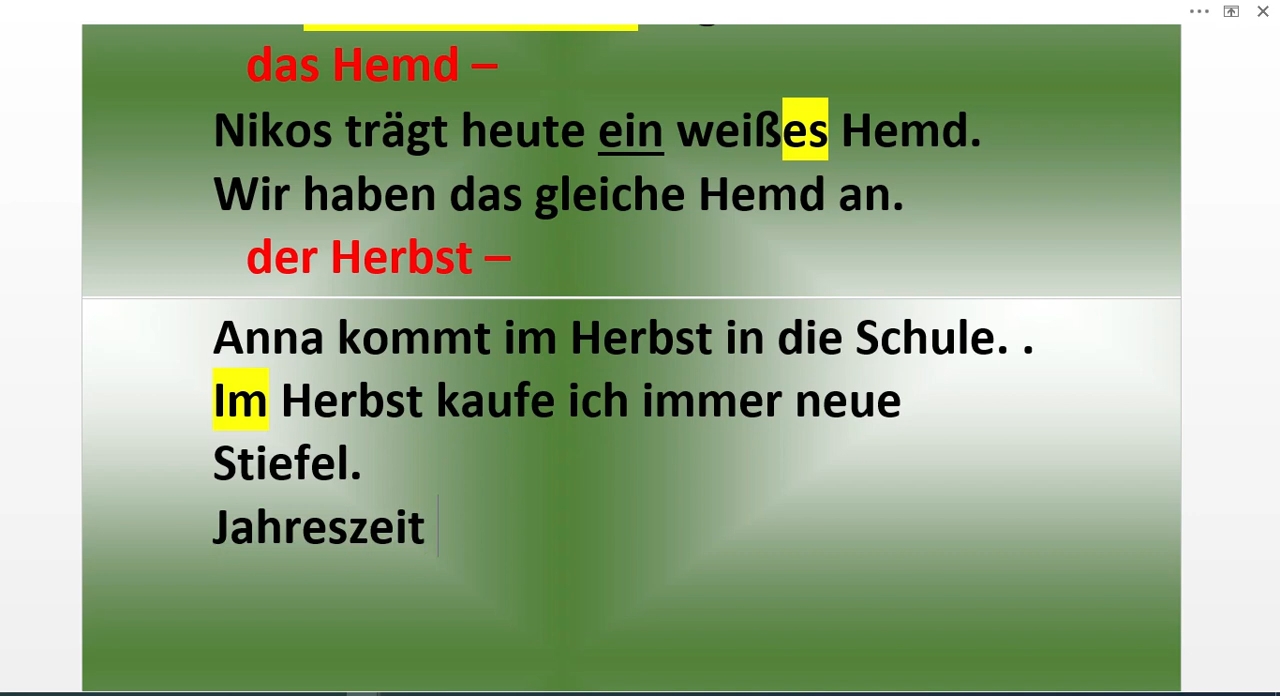 das Hemd –
Nikos trägt heute ein weißes Hemd.
Wir haben das gleiche Hemd an.
der Herbst –
Anna kommt im Herbst in die Schule. .
Im Herbst kaufe ich immer neue
Stiefel.
Jahreszeit